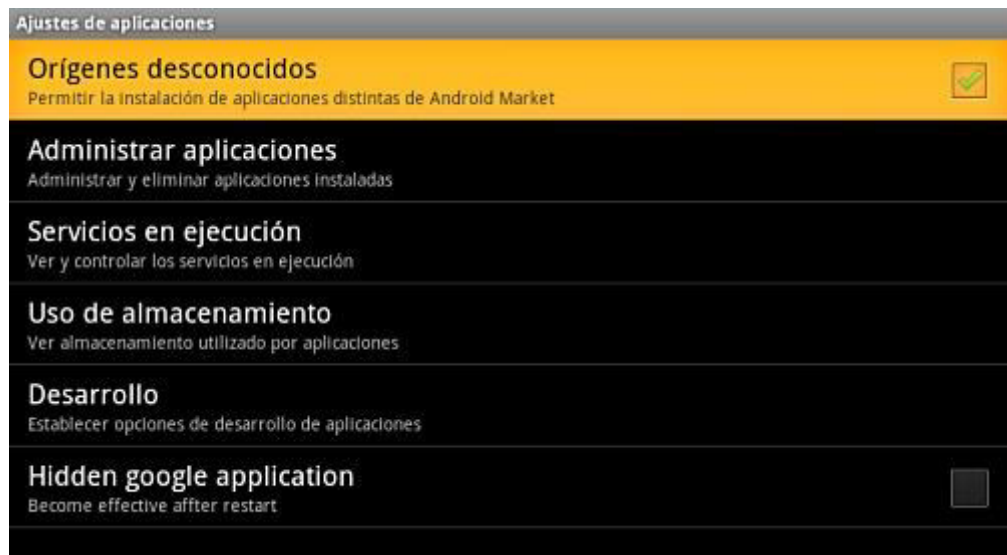 Ajustes de aplicaciones
Orígenes desconocidos
Permitir la instalación de aplicaciones distintas de Android Market
Administrar aplicaciones
Administrar y eliminar aplicaciones instaladas
Servicios en ejecución
Ver y controlar los servicios en ejecución
Uso de almacenamiento
Ver almacenamiento utilizado por aplicaciones
Desarrollo
Establecer opciones de desarrollo de aplicaciones
Hidden google application
Become effective affter restart